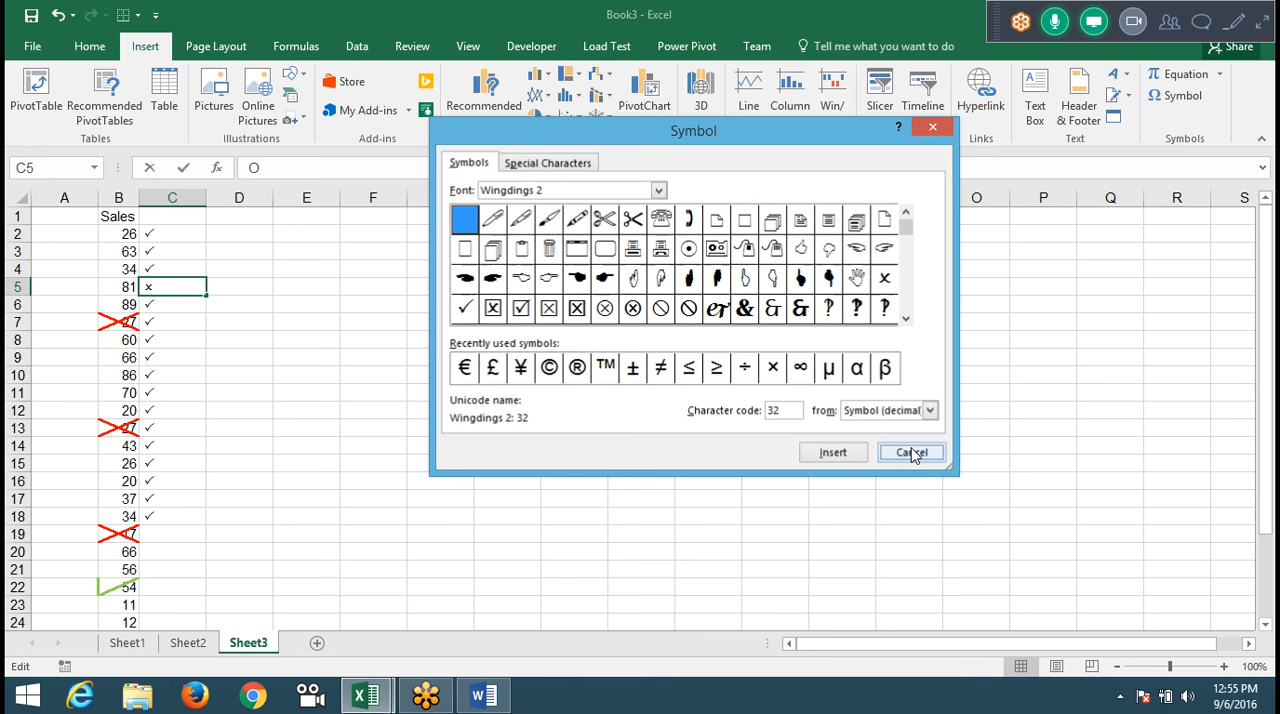 Book3 - Excel
File Home Insert Page Layout Formulas Data Review View Developer Load Test Power Pivot Team Tell me what you want to do Share
PivotTable Recommended PivotTables Table
Tables
Pictures Online Pictures
Illustrations
Store
My Add-ins
Add-ins
Recommended
PivotChart
3D
Line Column Win/
Slicer Timeline
Hyperlink
Links
Text Box Header & Footer
Text
Equation
Symbol
Symbols
C5 fx O
Symbol ?
Symbols Special Characters
Font: Wingdings 2
Recently used symbols:
€ £ ¥ © ® ™ ± ≠ ≤ ≥ ÷ × ∞ µ α β
Unicode name:
Wingdings 2: 32
Character code: 32 from: Symbol (decimal
Insert Cancel
A B C D E F O P Q R S
1 Sales
2 26 ✓
3 63 ✓
4 34 ✓
5 81 x
6 89 ✓
7 27 ✓
8 60 ✓
9 66 ✓
10 86 ✓
11 70 ✓
12 20 ✓
13 27 ✓
14 43 ✓
15 26 ✓
16 20 ✓
17 37 ✓
18 34 ✓
19 17
20 66
21 56
22 54
23 11
24 12
Sheet1 Sheet2 Sheet3
Edit 100%
12:55 PM
9/6/2016